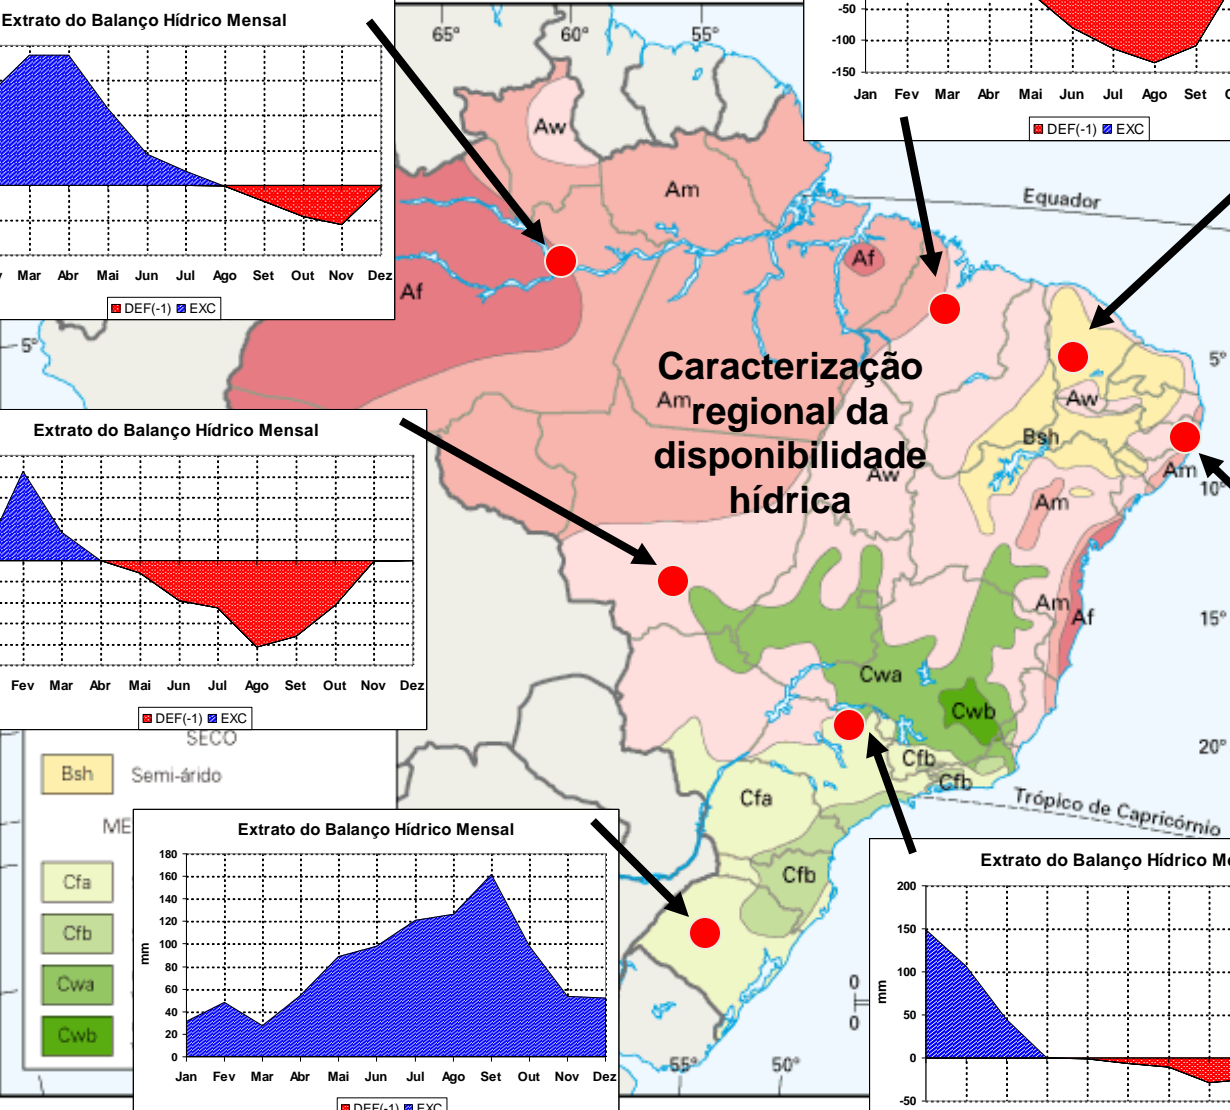 Extrato do Balanço Hídrico Mensal
Mar Abr Mai Jun Jul Ago Set Out Nov Dez
DEF(-1) EXC
65° 60° 55°
-50
-100
-150
Jan Fev Mar Abr Mai Jun Jul Ago Set
DEF(-1) EXC
Aw
Am
Equador
Af
Af
5°
5°
Caracterização
regional da
disponibilidade
hídrica
Am
Aw
Aw
Bsh
Am
10°
Am
Am
Af
15°
Cwa
Cwb
20°
Cfb
Cfb
Cfa
Trópico de Capricórnio
Cfb
Extrato do Balanço Hídrico Mensal
Fev Mar Abr Mai Jun Jul Ago Set Out Nov Dez
DEF(-1) EXC
SECO
Bsh Semi-árido
ME
Cfa
Cfb
Cwa
Cwb
Extrato do Balanço Hídrico Mensal
180
160
140
120
100
80
60
40
20
0
mm
Jan Fev Mar Abr Mai Jun Jul Ago Set Out Nov Dez
DEF(-1) EXC
0
0
55° 50°
Extrato do Balanço Hídrico
200
150
100
50
0
-50
mm